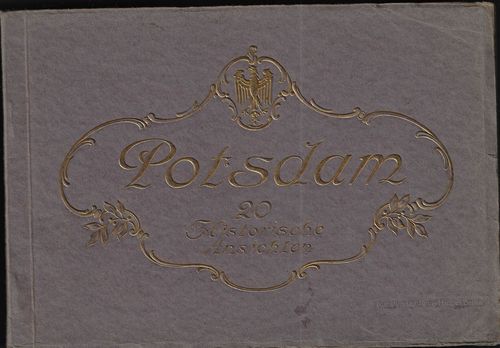 Potsdam
20
Historische
Ansichten